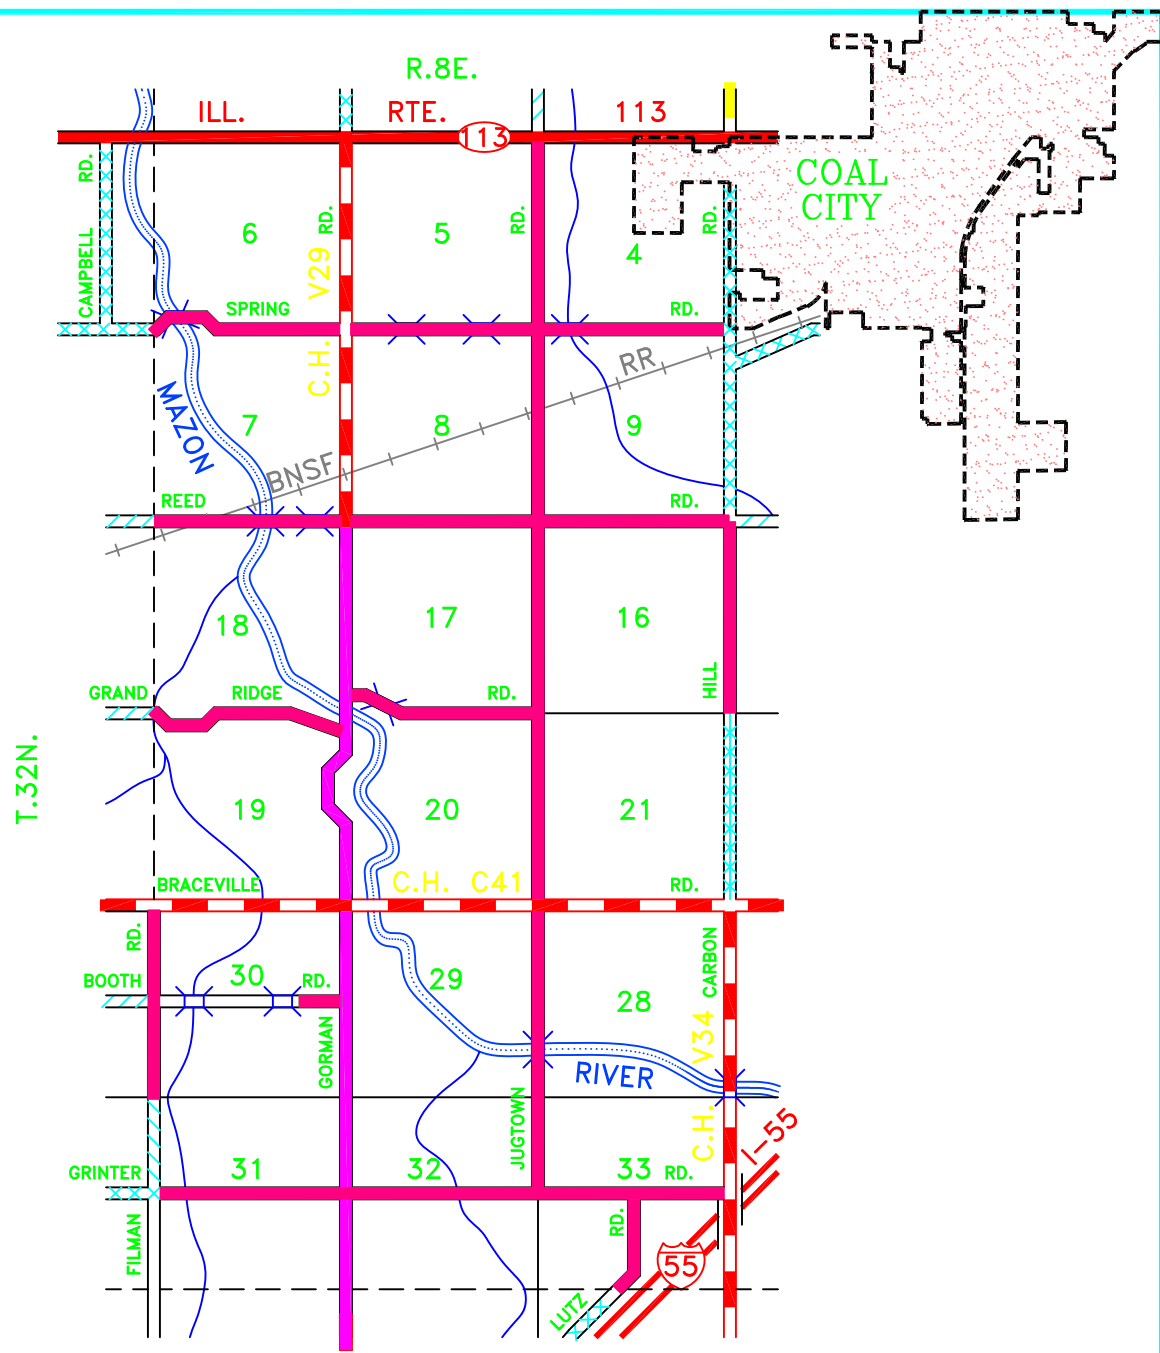 R.8E.
ILL. RTE. 113
113
COAL
CITY
CAMPBELL RD.
6
5
4
RD.
RD.
RD.
C.H. V29
SPRING RD.
RR
MAZON
7
8
9
BNSF
REED RD.
18
17
16
GRAND RIDGE RD.
HILL
T.32N.
19
20
21
BRACEVILLE C.H. C41 RD.
RD.
CARBON
BOOTH 30 RD.
29
28
GORMAN
C.H. V34
RIVER
JUGTOWN
I-55
GRINTER 31 32 33 RD.
FILMAN
RD.
55
LUTZ